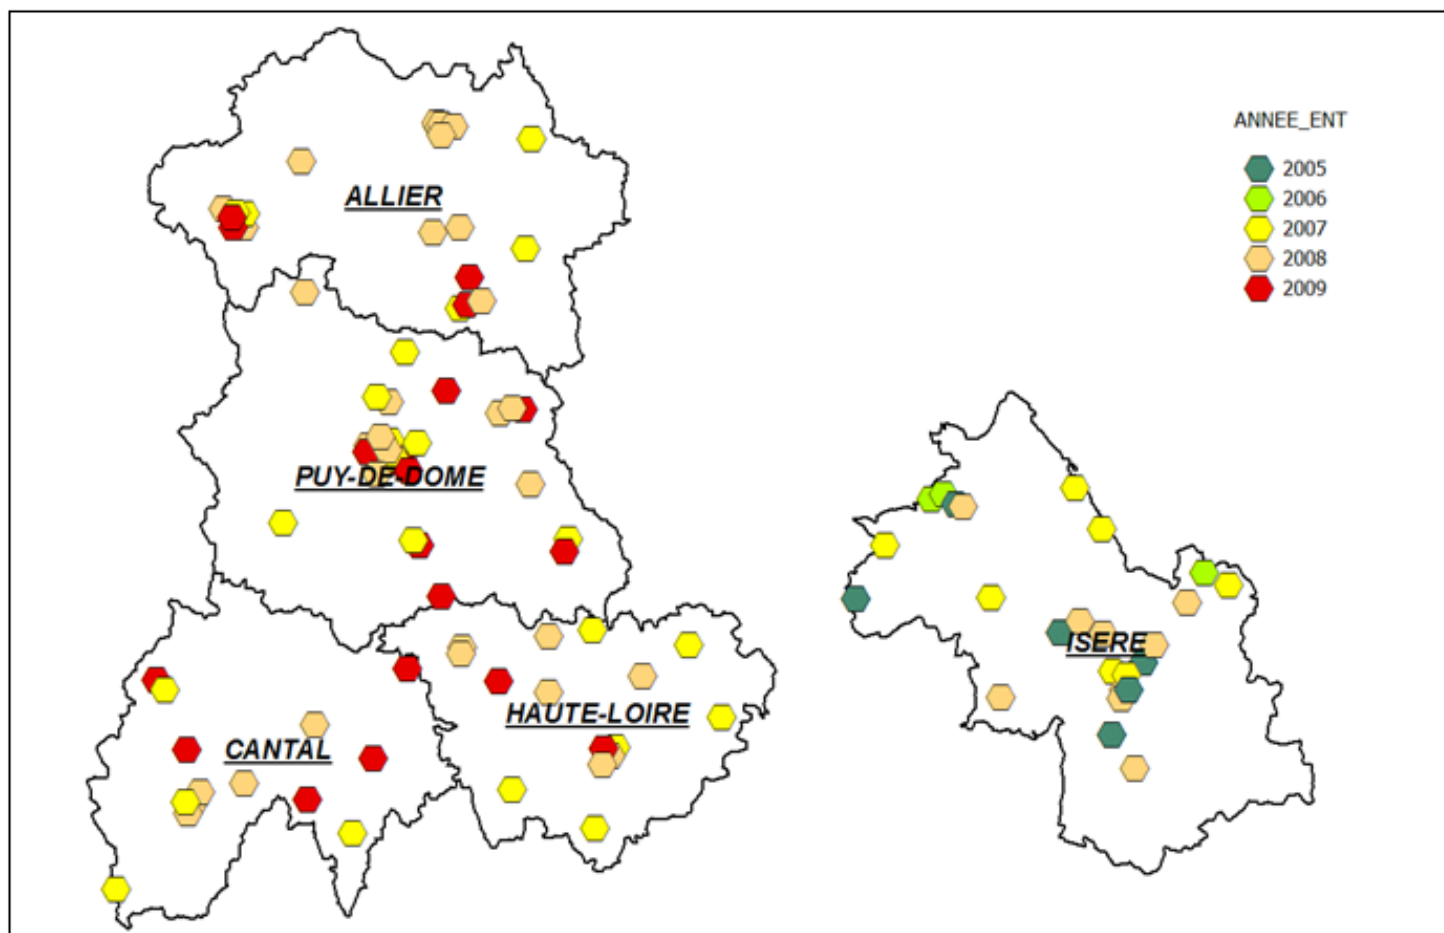 ANNEE_ENT
2005
2006
2007
2008
2009
ALLIER
PUY-DE-DOME
ISERE
HAUTE-LOIRE
CANTAL